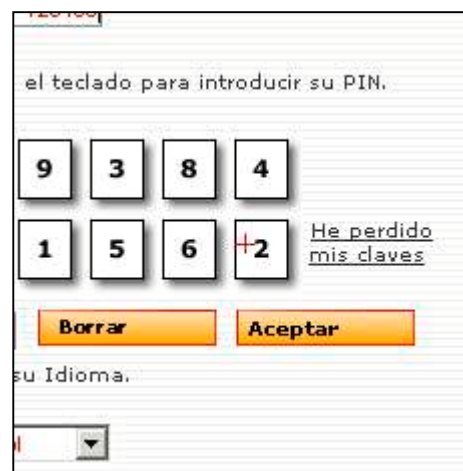 el teclado para introducir su PIN.
9 3 8 4
1 5 6 2 He perdido
mis claves
Borrar Aceptar
su Idioma.